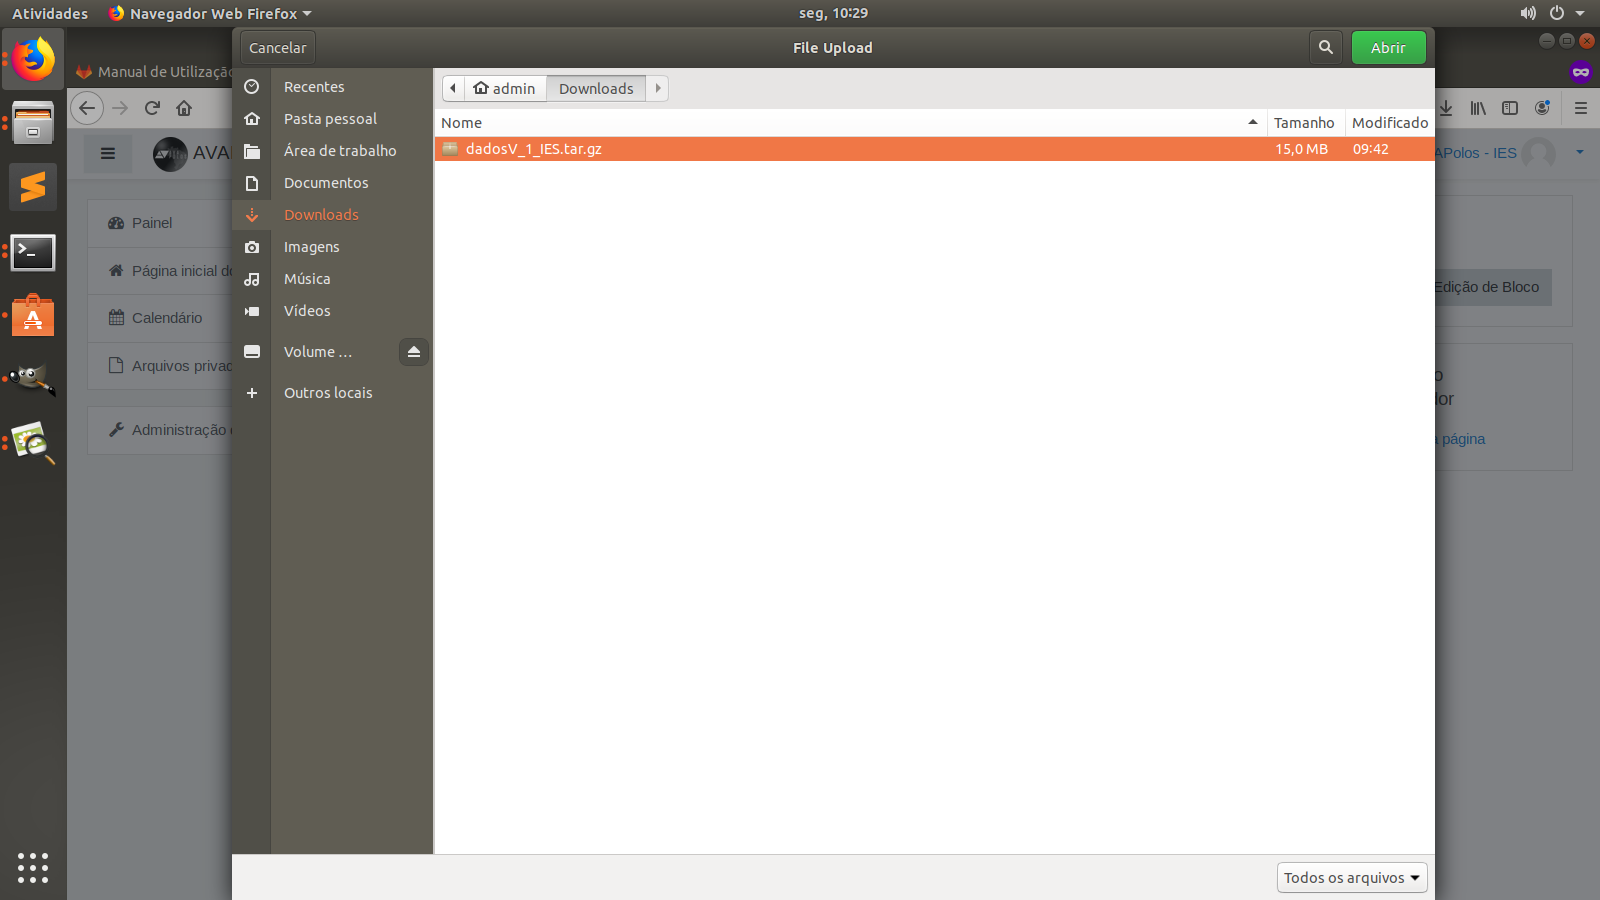 Atividades Navegador Web Firefox seg, 10:29
Cancelar File Upload Abrir
Manual de Utilizaçã
Recentes
Pasta pessoal
Área de trabalho
Documentos
Downloads
Imagens
Música
Vídeos
Volume ...
Outros locais
admin Downloads
Nome Tamanho Modificado
dadosV_1_IES.tar.gz 15,0 MB 09:42
AVA
APolos - IES
Painel
Página inicial d
Calendário
Arquivos privad
Administração
Edição de Bloco
o
dor
a página
Todos os arquivos